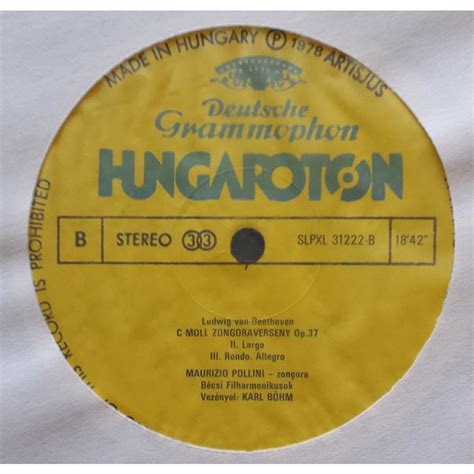 MADE IN HUNGARY Ⓟ 1978 ARTISJUS
Deutsche
Grammophon
HUNGAROTON
B STEREO 33 SLPXL 31222-B 18'42"
Ludwig van Beethoven
C-MOLL ZONGORAVERSENY Op.37
II. Largo
III. Rondo. Allegro
MAURIZIO POLLINI – zongora
Bécsi Filharmonikusok
Vezényel: KARL BÖHM
THIS RECORD IS PROHIBITED